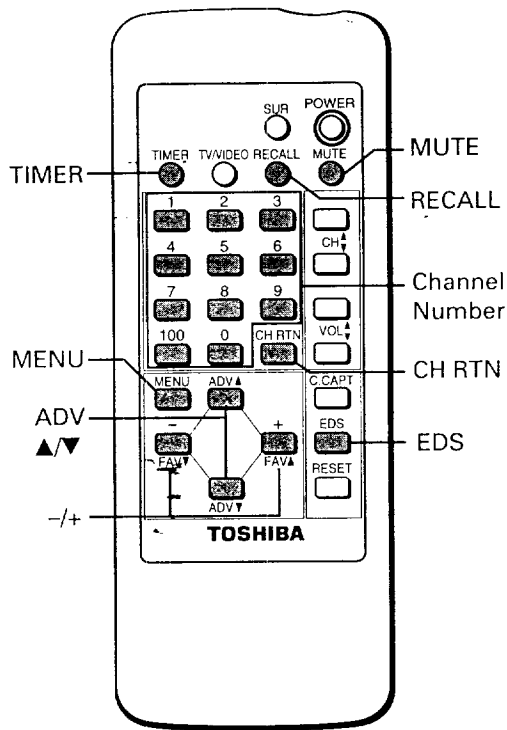 SUR POWER
TIMER TV/VIDEO RECALL MUTE
MUTE
TIMER
RECALL
1 2 3
CH▲▼
4 5 6
7 8 9
Channel
Number
VOL▲▼
100 0 CH RTN
CH RTN
MENU
MENU ADV▲ C.CAPT
ADV
▲/▼
- + EDS
EDS
FAV▼ FAV▲ RESET
-/+
ADV▼
TOSHIBA